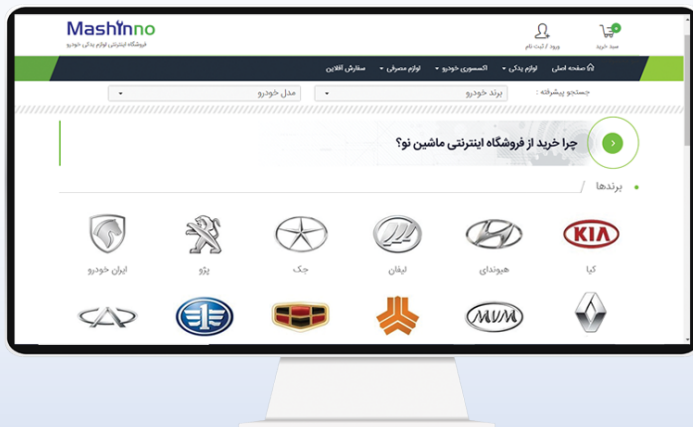 Mashinno
فروشگاه اینترنتی لوازم یدکی خودرو
0
سبد خرید
ورود / ثبت نام
صفحه اصلی لوازم یدکی اکسسوری خودرو لوازم مصرفی سفارش آفلاین
جستجو پیشرفته : برند خودرو مدل خودرو
چرا خرید از فروشگاه اینترنتی ماشین نو؟
برندها
KIA
کیا هیوندای لیفان جک پژو ایران خودرو
MVM